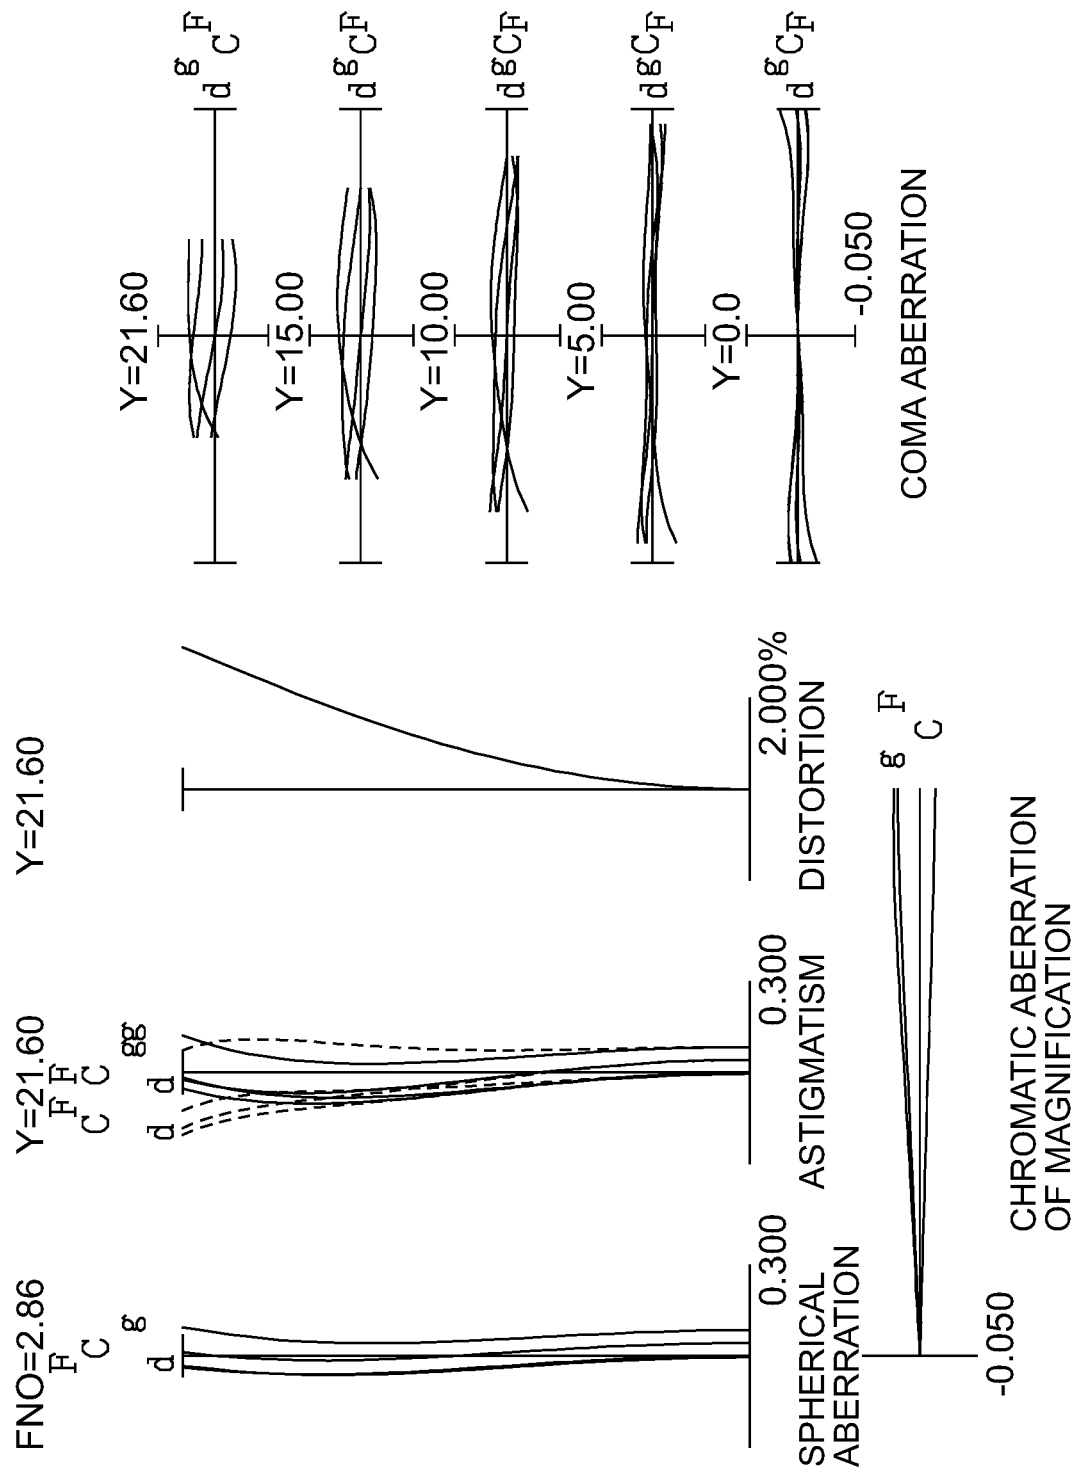 FNO=2.86
F
C
d
g
0.300
SPHERICAL
ABERRATION
Y=21.60
F F
C C
d d
g g
0.300
ASTIGMATISM
Y=21.60
2.000%
DISTORTION
Y=21.60
g F
d C
Y=15.00
g F
d C
Y=10.00
g F
d C
Y=5.00
g F
d C
Y=0.0
g F
d C
-0.050
COMA ABERRATION
g F
C
-0.050
CHROMATIC ABERRATION
OF MAGNIFICATION